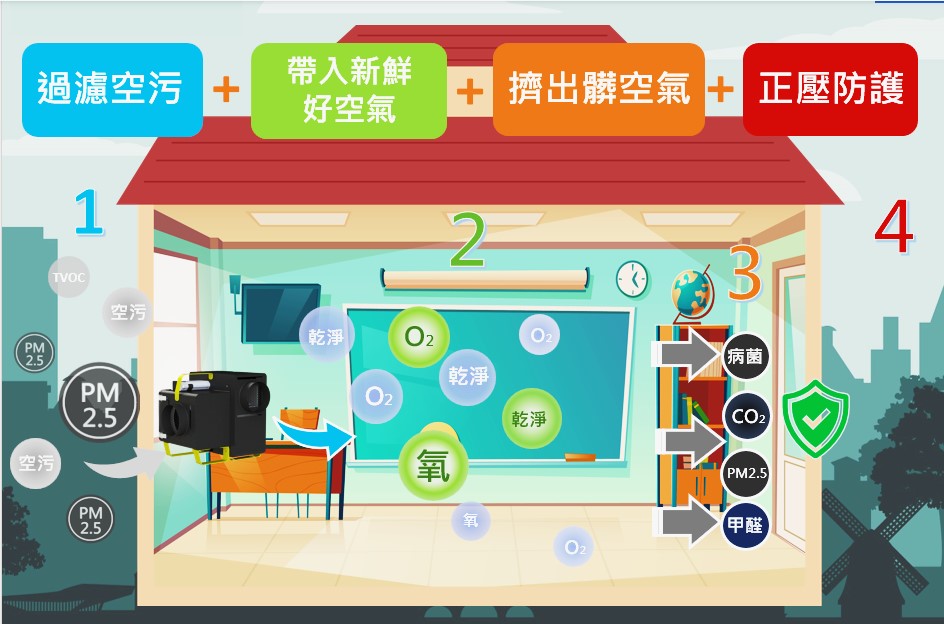 過濾空污
+
帶入新鮮
好空氣
+
擠出髒空氣
+
正壓防護
1
2
3
4
TVOC
空污
PM
2.5
PM
2.5
空污
PM
2.5
乾淨
O2
O2
乾淨
O2
乾淨
氧
氧
O2
病菌
CO2
PM2.5
甲醛